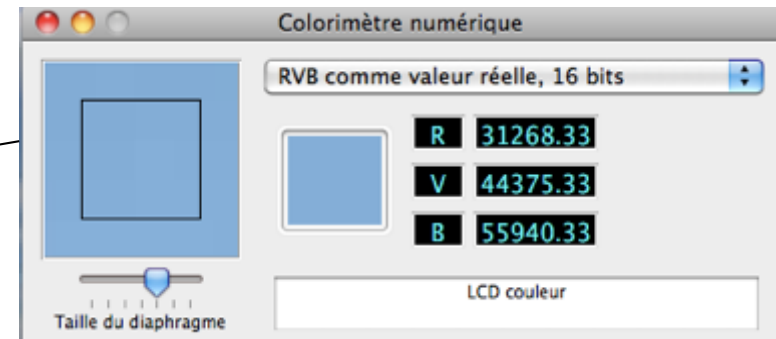 Colorimètre numérique
RVB comme valeur réelle, 16 bits
R 31268.33
V 44375.33
B 55940.33
LCD couleur
Taille du diaphragme